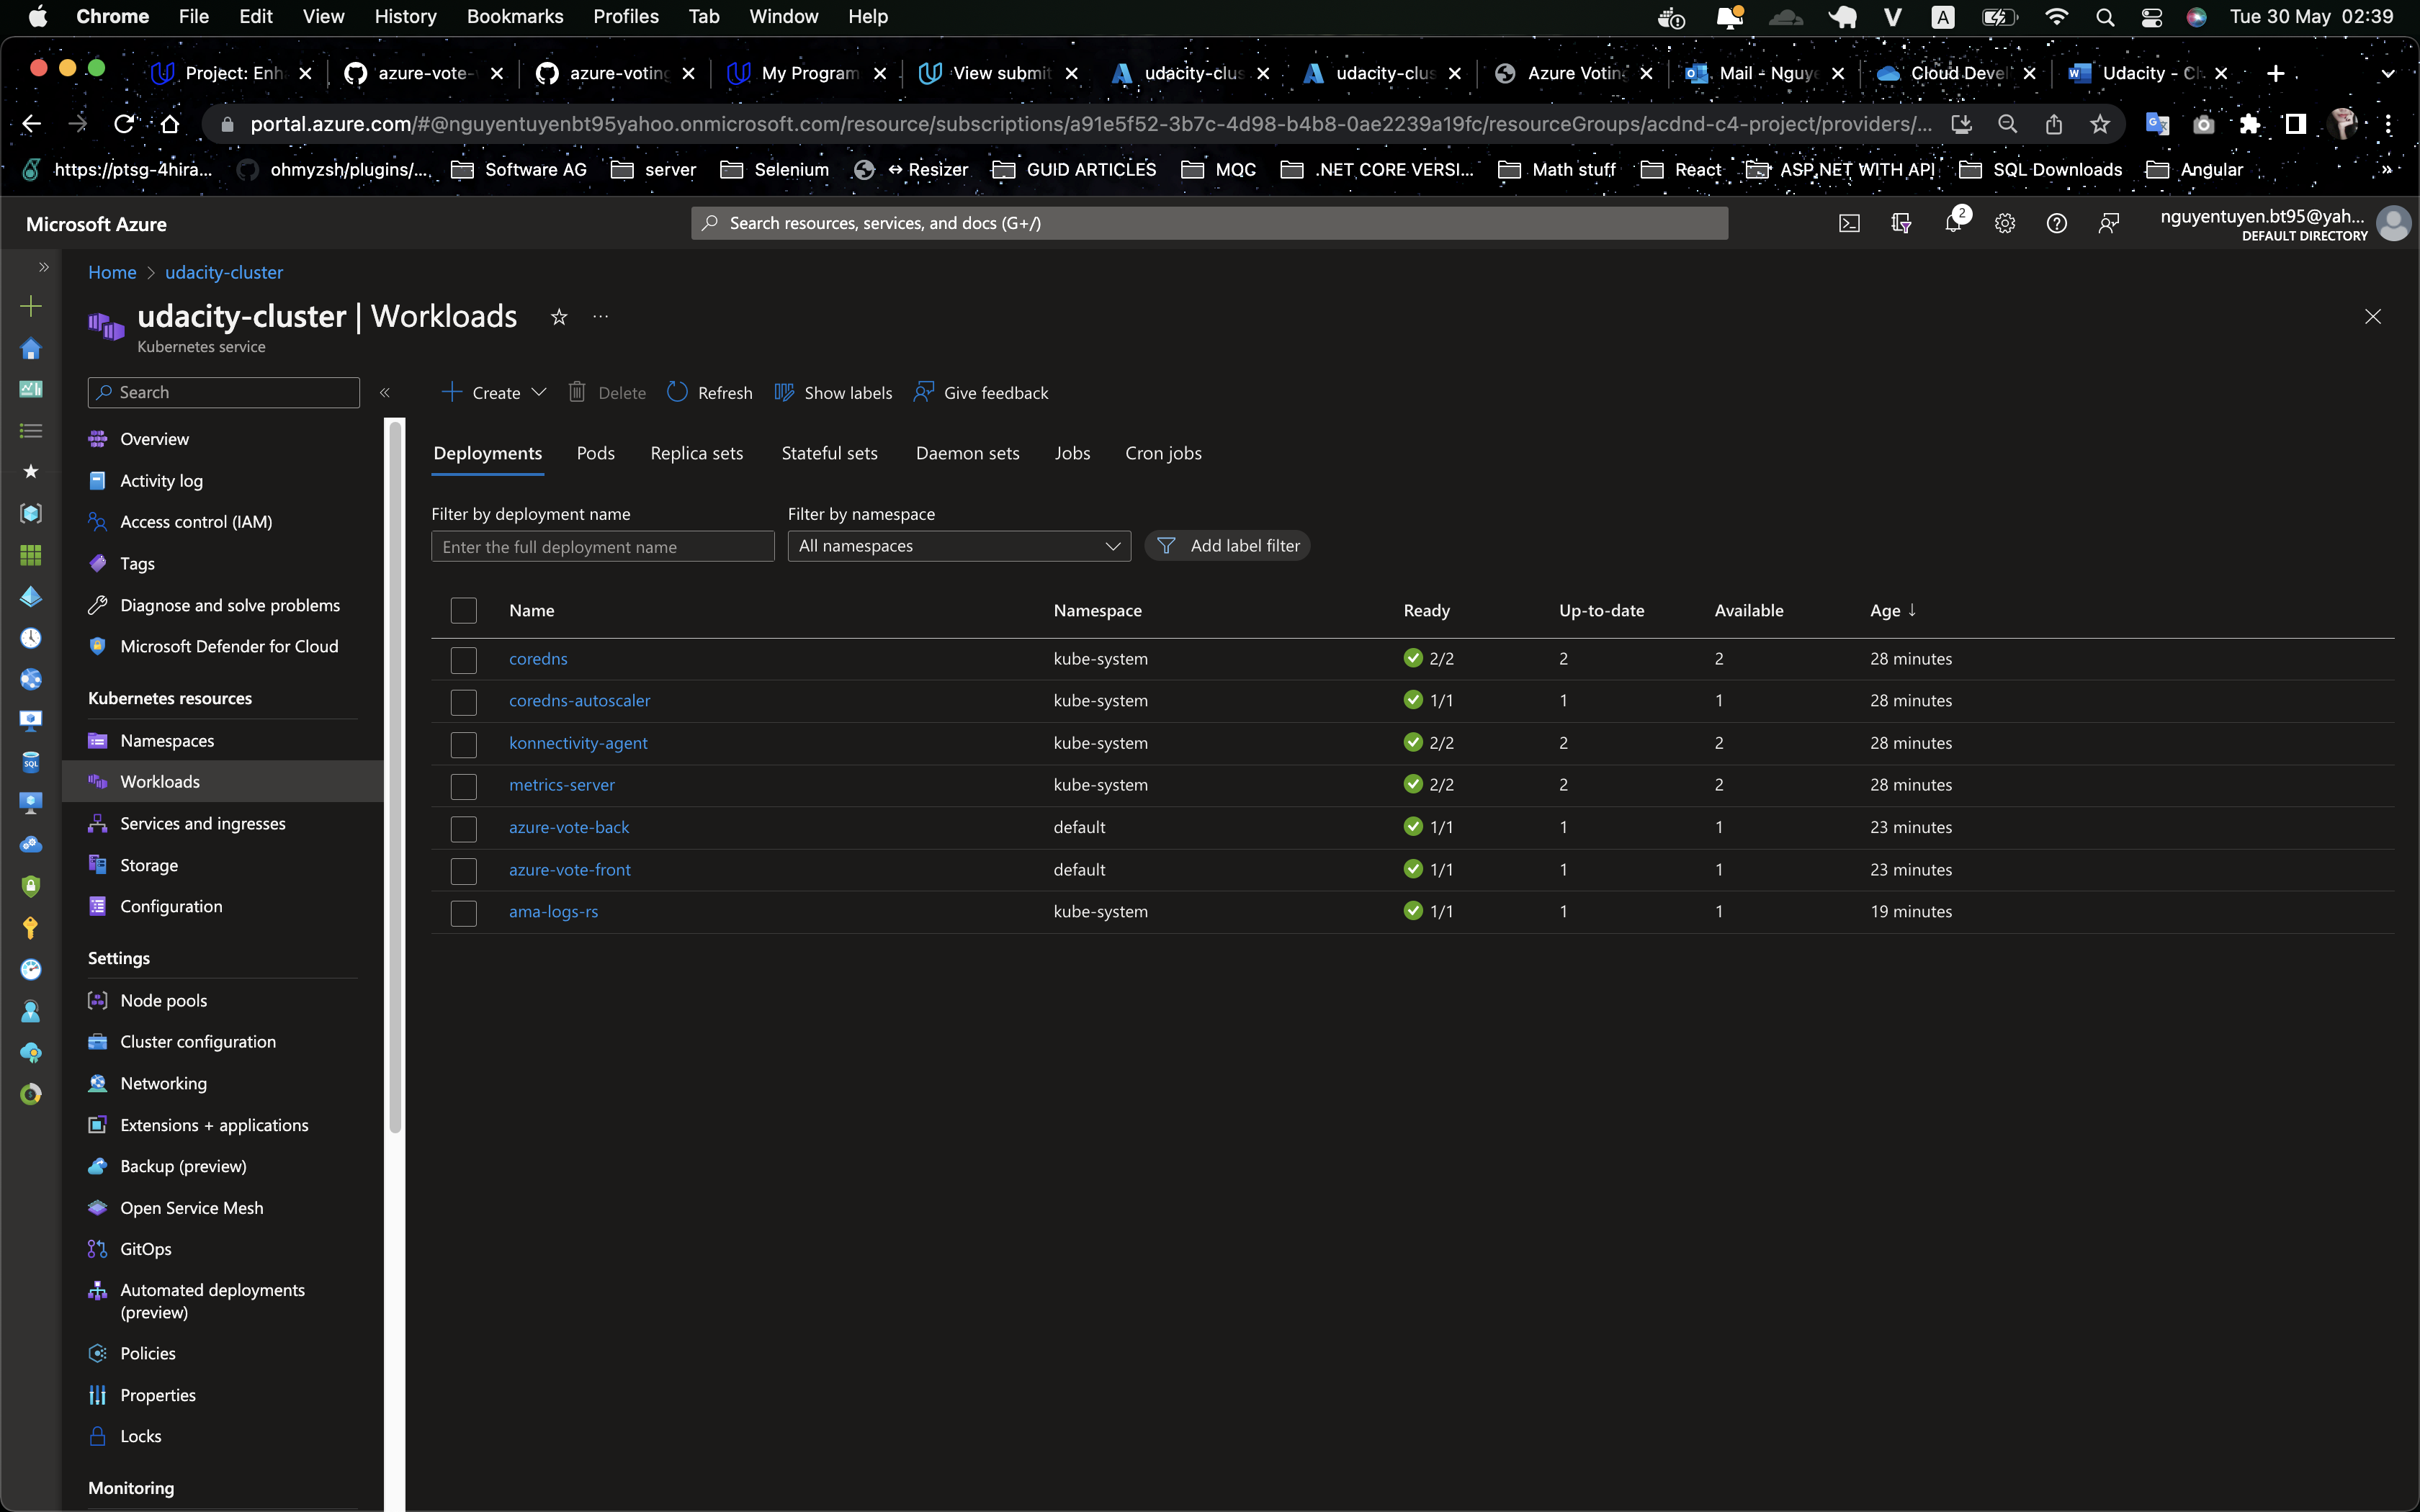 Chrome File Edit View History Bookmarks Profiles Tab Window Help A Tue 30 May 02:39
Project: Enh azure-vote- azure-voting My Program View submit udacity-clus udacity-clus Azure Voting Mail - Nguye Cloud Devel Udacity - Cl
portal.azure.com/#@nguyentuyenbt95yahoo.onmicrosoft.com/resource/subscriptions/a91e5f52-3b7c-4d98-b4b8-0ae2239a19fc/resourceGroups/acdnd-c4-project/providers/...
https://ptsg-4hira... ohmyzsh/plugins/... Software AG server Selenium ↔ Resizer GUID ARTICLES MQC .NET CORE VERSI... Math stuff React ASP.NET WITH API SQL Downloads Angular »
Microsoft Azure
Search resources, services, and docs (G+/)
2
nguyentuyen.bt95@yah...
DEFAULT DIRECTORY
Home > udacity-cluster
udacity-cluster | Workloads
Kubernetes service
Search
Create Delete Refresh Show labels Give feedback
Overview
Activity log
Access control (IAM)
Tags
Diagnose and solve problems
Microsoft Defender for Cloud
Kubernetes resources
Namespaces
Workloads
Services and ingresses
Storage
Configuration
Settings
Node pools
Cluster configuration
Networking
Extensions + applications
Backup (preview)
Open Service Mesh
GitOps
Automated deployments
(preview)
Policies
Properties
Locks
Monitoring
Deployments Pods Replica sets Stateful sets Daemon sets Jobs Cron jobs
Filter by deployment name Filter by namespace
Enter the full deployment name All namespaces Add label filter
Name Namespace Ready Up-to-date Available Age ↓
coredns kube-system 2/2 2 2 28 minutes
coredns-autoscaler kube-system 1/1 1 1 28 minutes
konnectivity-agent kube-system 2/2 2 2 28 minutes
metrics-server kube-system 2/2 2 2 28 minutes
azure-vote-back default 1/1 1 1 23 minutes
azure-vote-front default 1/1 1 1 23 minutes
ama-logs-rs kube-system 1/1 1 1 19 minutes